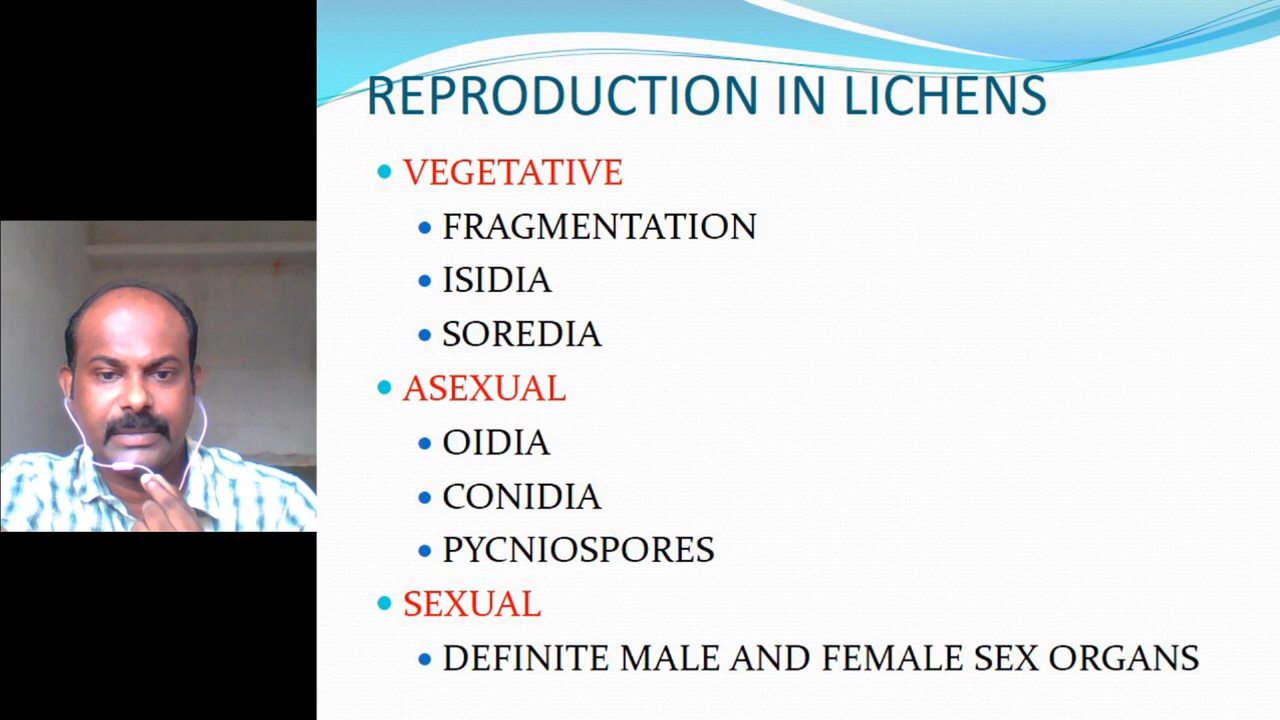 REPRODUCTION IN LICHENS
VEGETATIVE
FRAGMENTATION
ISIDIA
SOREDIA
ASEXUAL
OIDIA
CONIDIA
PYCNIOSPORES
SEXUAL
DEFINITE MALE AND FEMALE SEX ORGANS